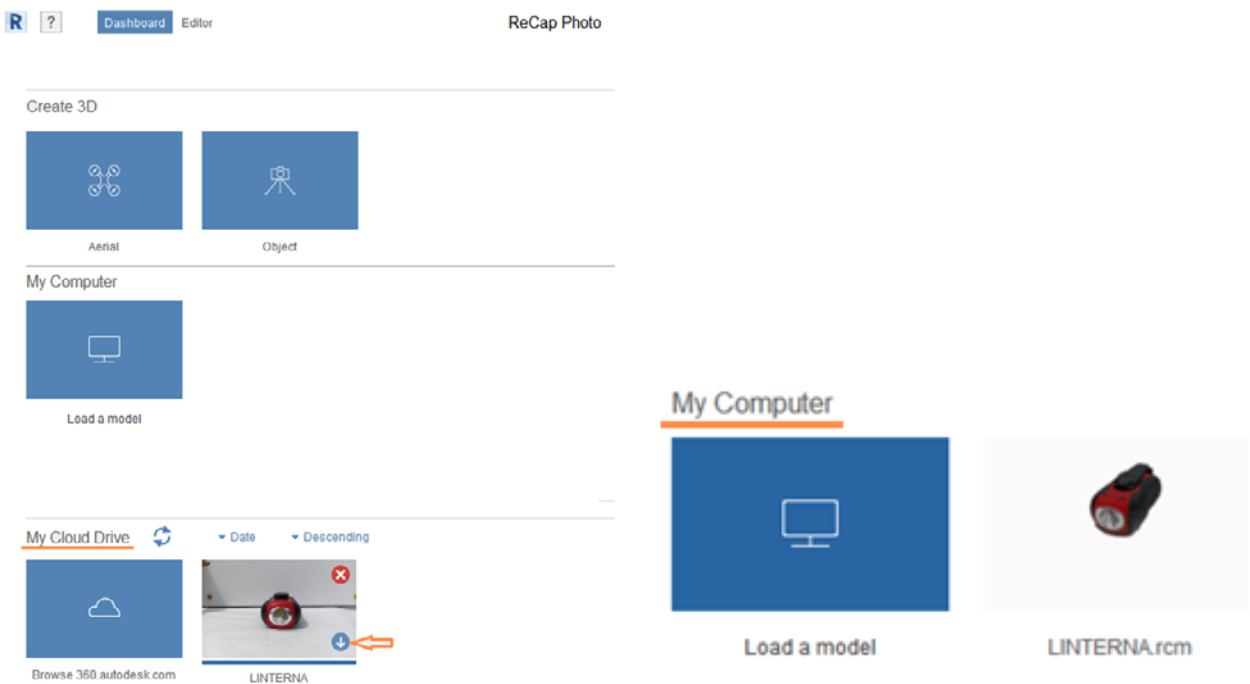 R ? Dashboard Editor ReCap Photo
Create 3D
Aerial Object
My Computer
Load a model
My Cloud Drive Date Descending
Browse 360.autodesk.com LINTERNA
My Computer
Load a model LINTERNA.rcm